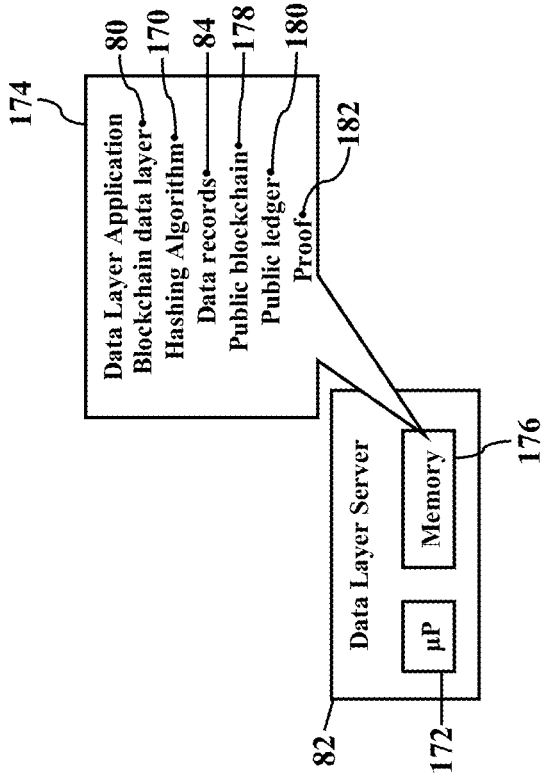 174
Data Layer Application
Blockchain data layer 80
Hashing Algorithm 170
Data records 84
Public blockchain 178
Public ledger 180
Proof 182
82
Data Layer Server
µP
Memory
172
176